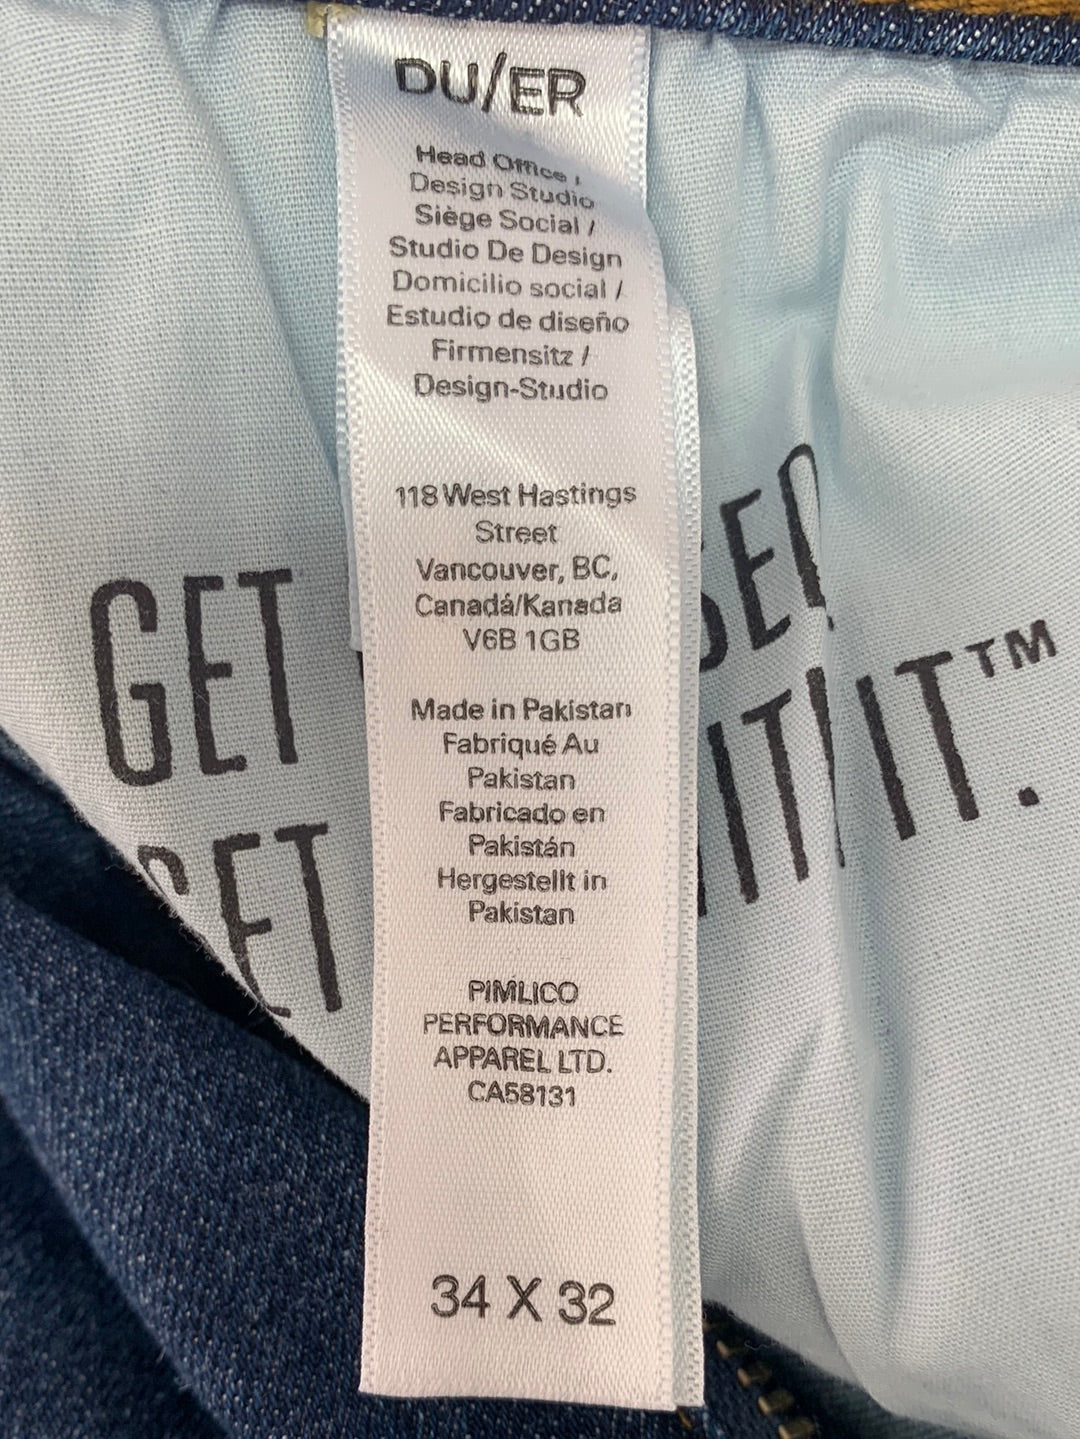 DU/ER
Head Office /
Design Studio
Siège Social /
Studio De Design
Domicilio social /
Estudio de diseño
Firmensitz /
Design-Studio
118 West Hastings
Street
Vancouver, BC,
Canadá/Kanada
V6B 1GB
Made in Pakistan
Fabriqué Au
Pakistan
Fabricado en
Pakistán
Hergestellt in
Pakistan
PIMLICO
PERFORMANCE
APPAREL LTD.
CA58131
34 X 32
GET
GET
IT.™